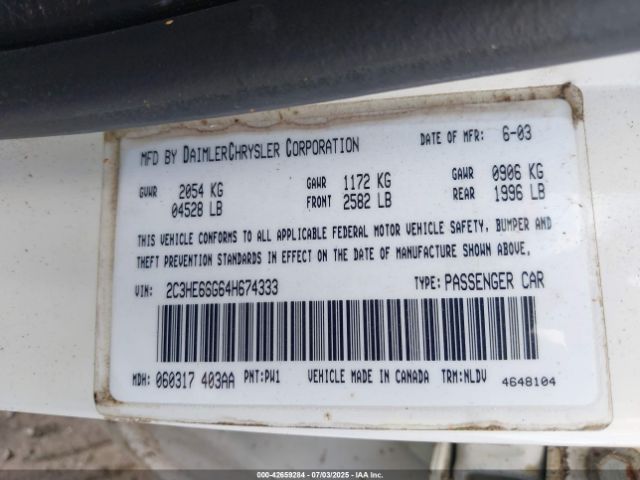 MFD BY DAIMLERCHRYSLER CORPORATION DATE OF MFR: 6-03
GVWR 2054 KG GAWR 1172 KG GAWR 0906 KG
04528 LB FRONT 2582 LB REAR 1996 LB
THIS VEHICLE CONFORMS TO ALL APPLICABLE FEDERAL MOTOR VEHICLE SAFETY, BUMPER AND
THEFT PREVENTION STANDARDS IN EFFECT ON THE DATE OF MANUFACTURE SHOWN ABOVE.
VIN: 2C3HE66G64H674333 TYPE: PASSENGER CAR
MDH: 060317 403AA PNT:PW1 VEHICLE MADE IN CANADA TRM:NLDV 4648104
000-42659284 - 07/03/2025 - IAAI.COM